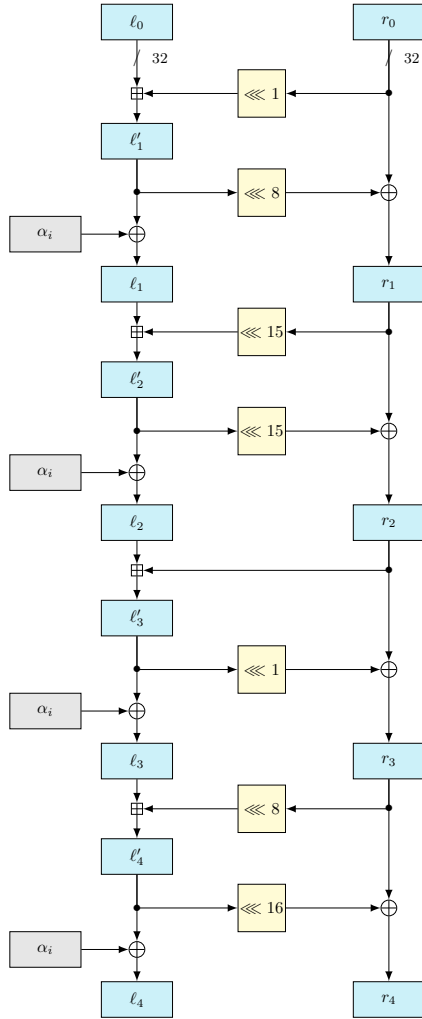 ℓ₀ r₀
32 32
⋘ 1
ℓ′₁
⋘ 8
αᵢ
ℓ₁ r₁
⋘ 15
ℓ′₂
⋘ 15
αᵢ
ℓ₂ r₂
ℓ′₃
⋘ 1
αᵢ
ℓ₃ r₃
⋘ 8
ℓ′₄
⋘ 16
αᵢ
ℓ₄ r₄